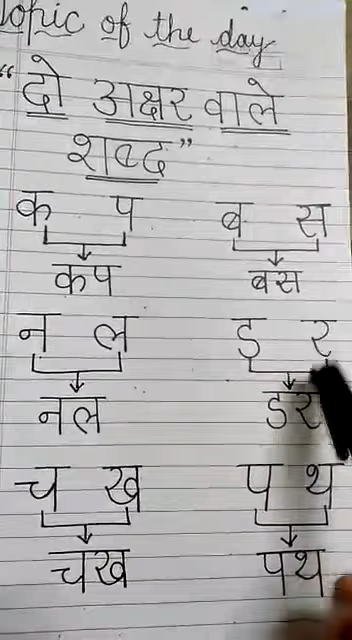 Topic of the day
“दो अक्षर वाले
शब्द”
क प ब स
कप बस
न ल ड र
नल डर
च ख प थ
चख पथ